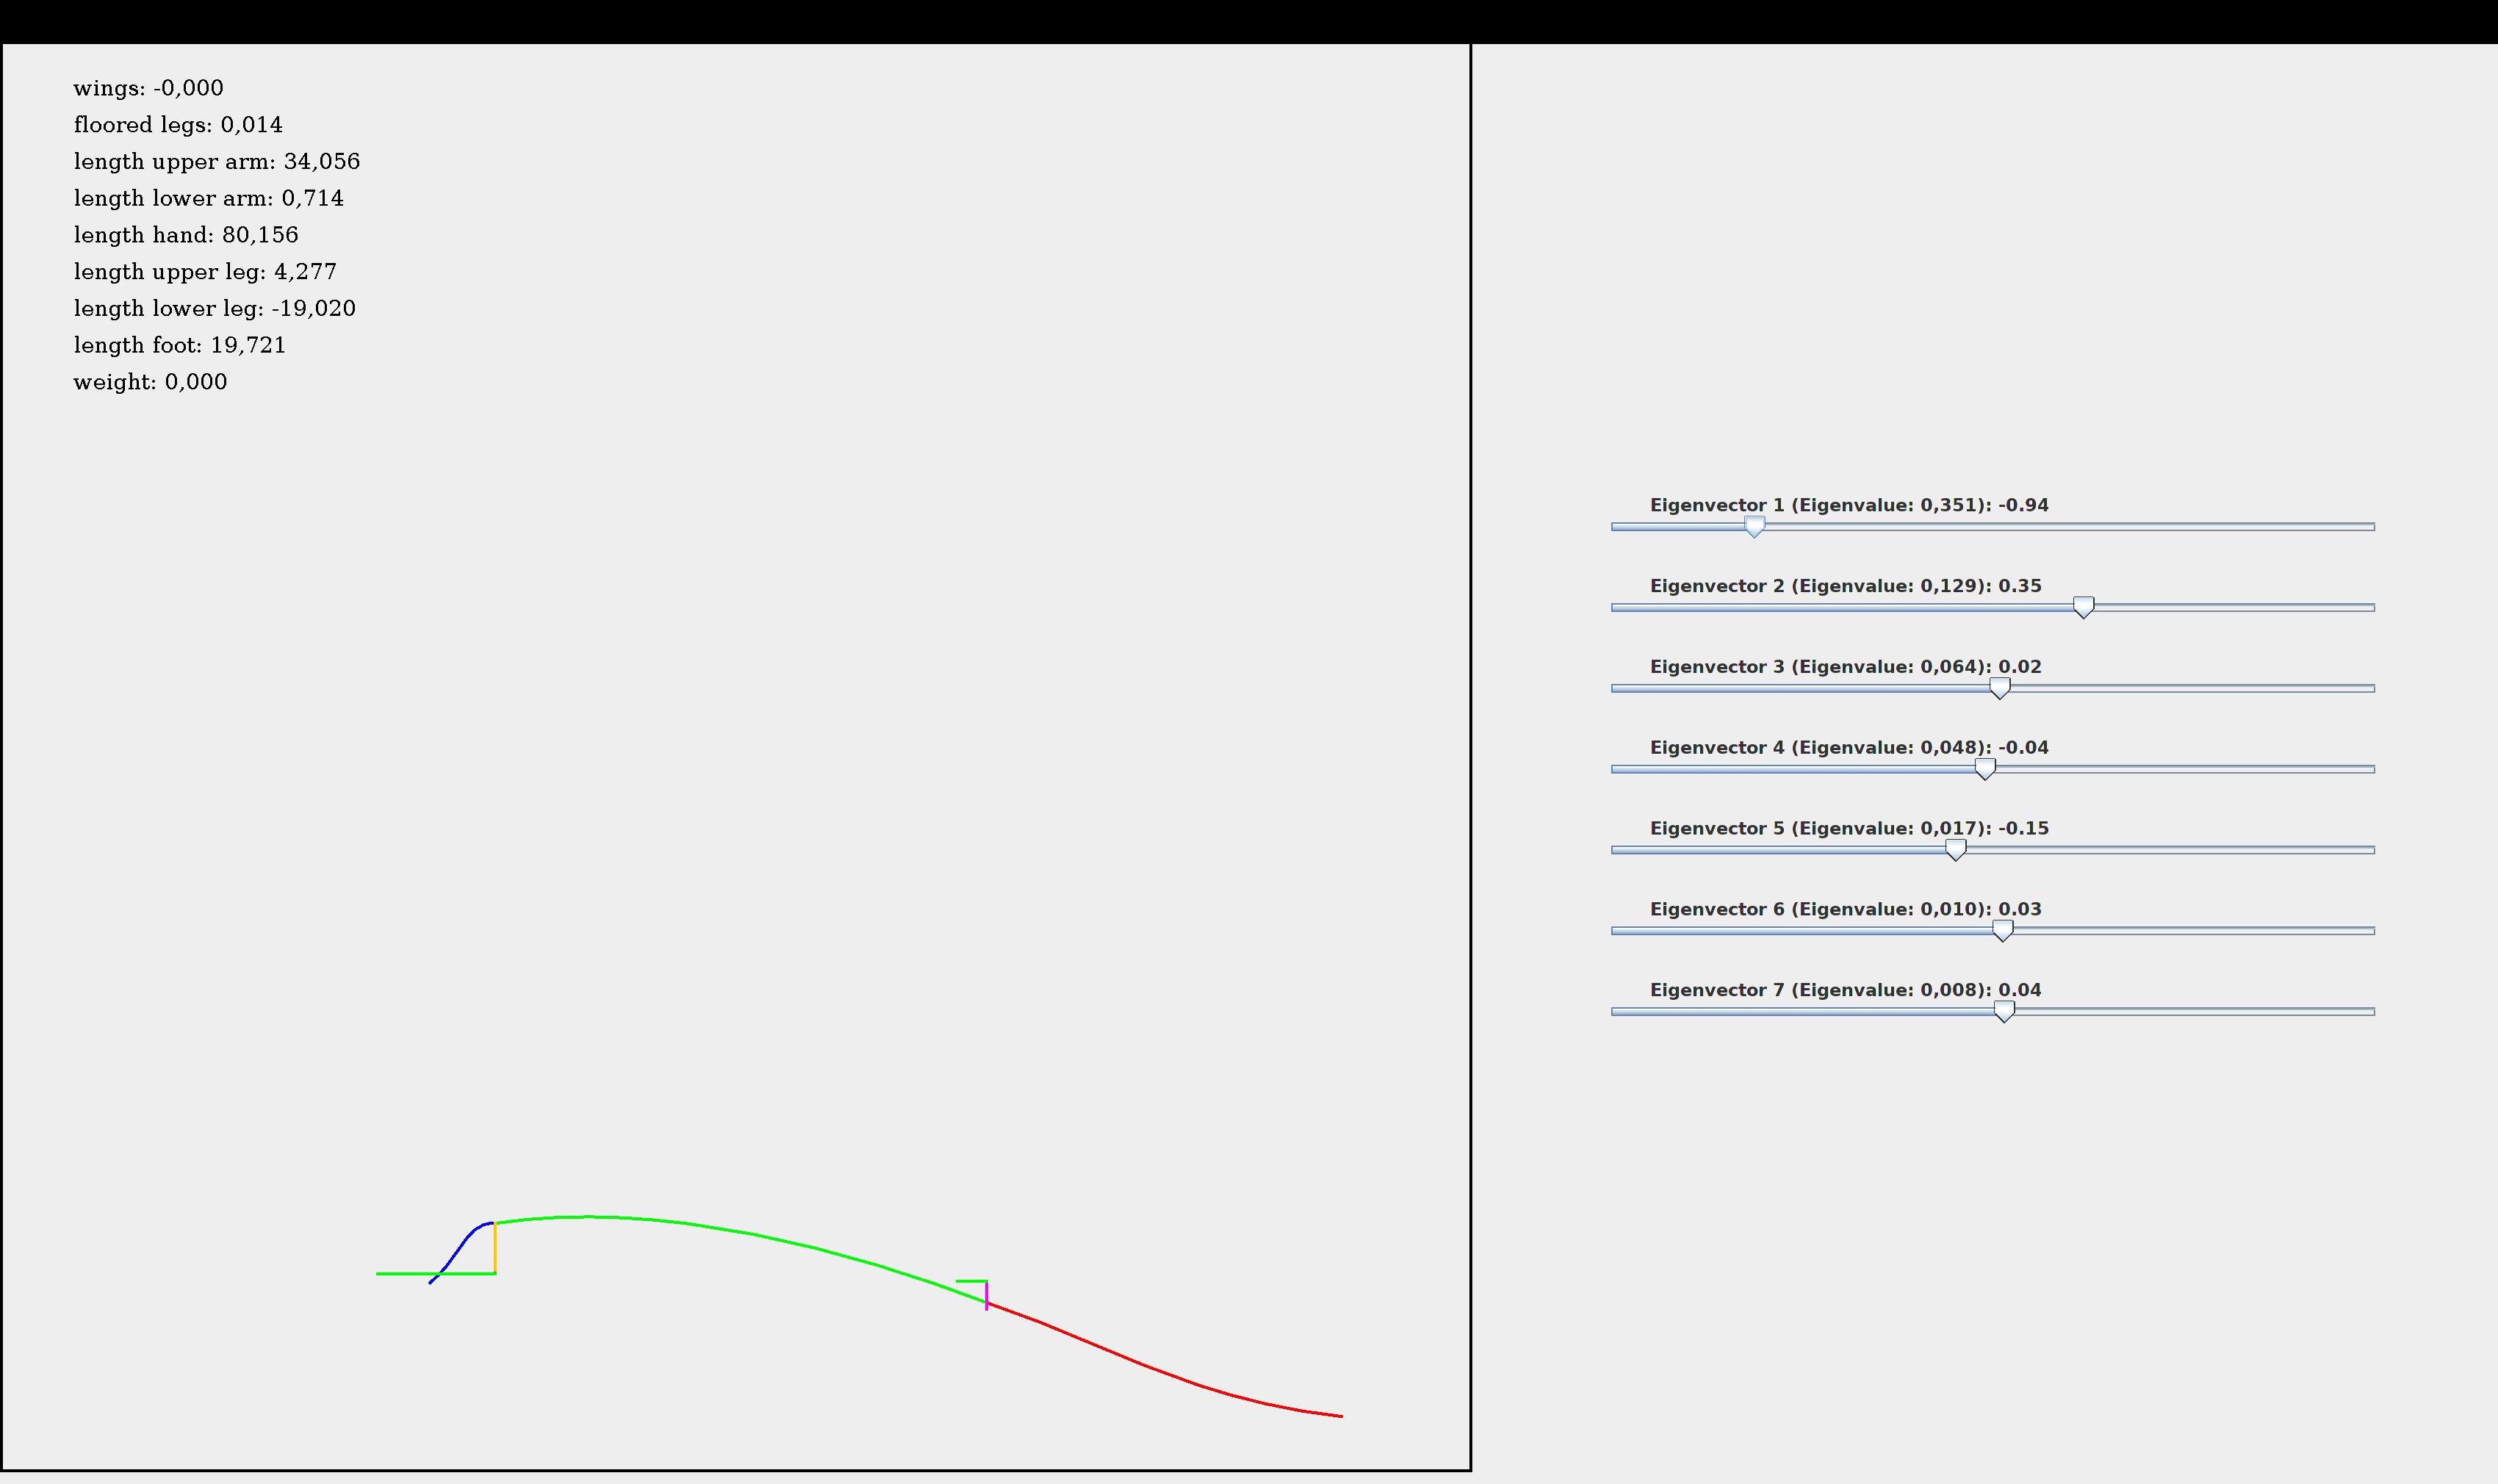 wings: -0,000
floored legs: 0,014
length upper arm: 34,056
length lower arm: 0,714
length hand: 80,156
length upper leg: 4,277
length lower leg: -19,020
length foot: 19,721
weight: 0,000
Eigenvector 1 (Eigenvalue: 0,351): -0.94
Eigenvector 2 (Eigenvalue: 0,129): 0.35
Eigenvector 3 (Eigenvalue: 0,064): 0.02
Eigenvector 4 (Eigenvalue: 0,048): -0.04
Eigenvector 5 (Eigenvalue: 0,017): -0.15
Eigenvector 6 (Eigenvalue: 0,010): 0.03
Eigenvector 7 (Eigenvalue: 0,008): 0.04